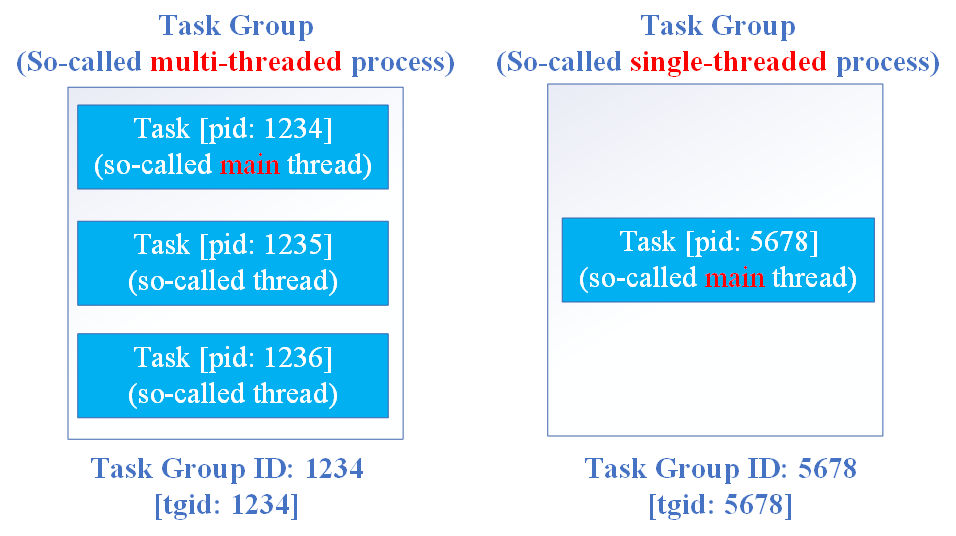 Task Group
(So-called multi-threaded process)
Task [pid: 1234]
(so-called main thread)
Task [pid: 1235]
(so-called thread)
Task [pid: 1236]
(so-called thread)
Task Group ID: 1234
[tgid: 1234]
Task Group
(So-called single-threaded process)
Task [pid: 5678]
(so-called main thread)
Task Group ID: 5678
[tgid: 5678]